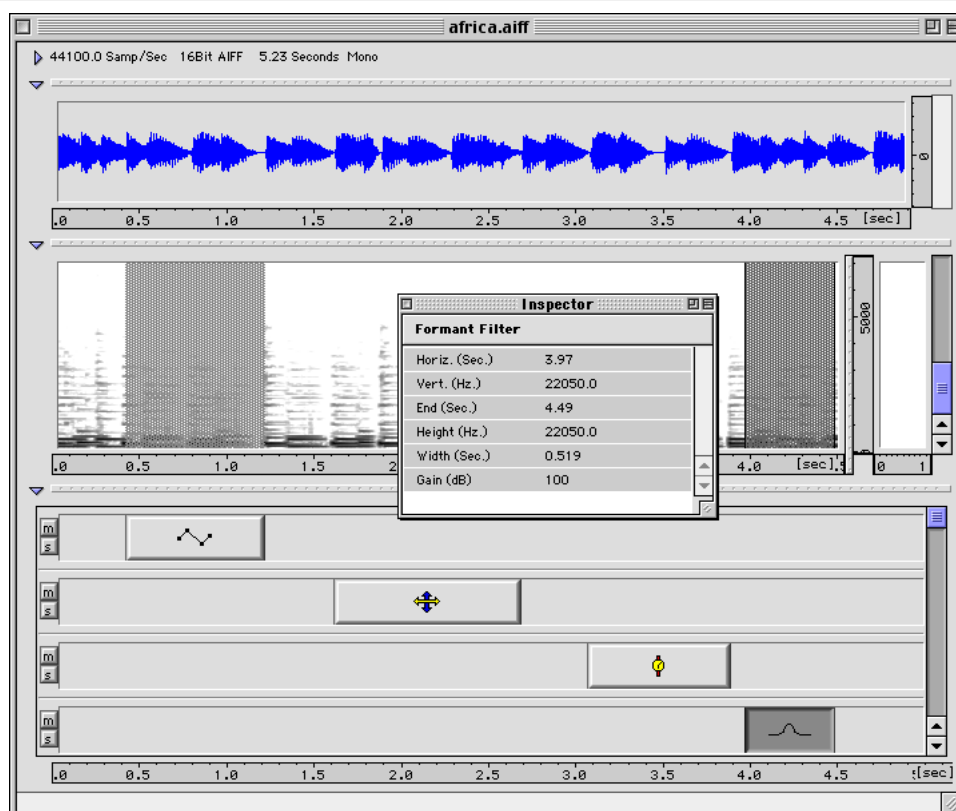 africa.aiff
44100.0 Samp/Sec 16Bit AIFF 5.23 Seconds Mono
0
.0 0.5 1.0 1.5 2.0 2.5 3.0 3.5 4.0 4.5 [sec]
5000
Inspector
Formant Filter
Horiz. (Sec.) 3.97
Vert. (Hz.) 22050.0
End (Sec.) 4.49
Height (Hz.) 22050.0
Width (Sec.) 0.519
Gain (dB) 100
.0 0.5 1.0 1.5 2 4.0 [sec] 0 1
m
s
m
s
m
s
m
s
.0 0.5 1.0 1.5 2.0 2.5 3.0 3.5 4.0 4.5 [sec]